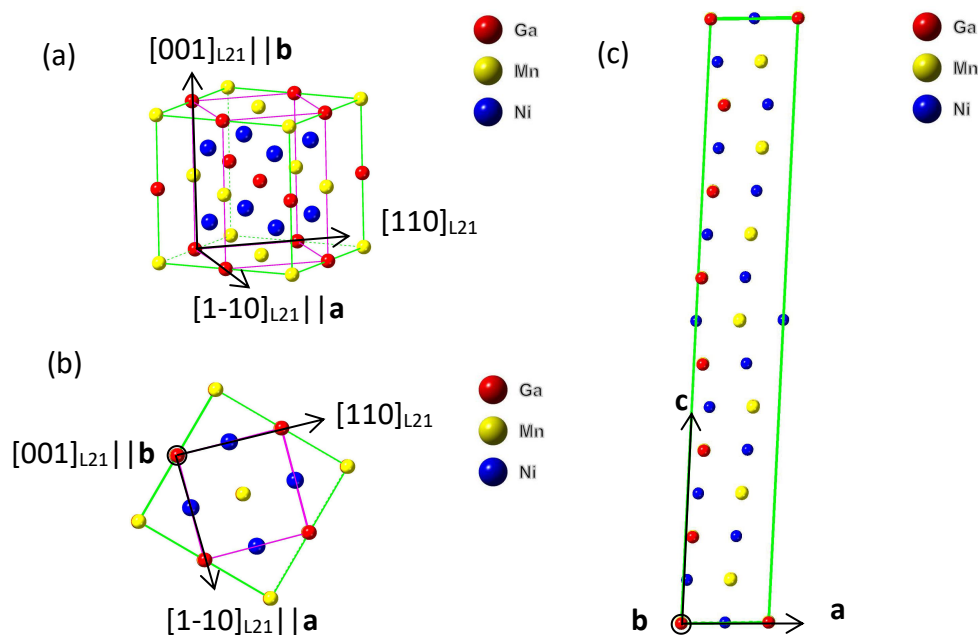 (a)
[001]L21||b
[110]L21
[1-10]L21||a
Ga
Mn
Ni
(b)
[001]L21||b
[110]L21
[1-10]L21||a
Ga
Mn
Ni
(c)
c
b
a
Ga
Mn
Ni